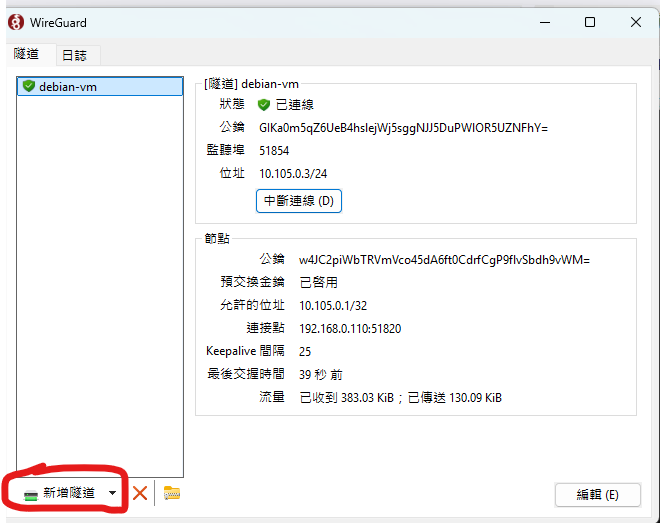 WireGuard
隧道 日誌
debian-vm
[隧道] debian-vm
狀態 已連線
公鑰 GlKa0m5qZ6UeB4hslejWj5sggNJJ5DuPWIOR5UZNFhY=
監聽埠 51854
位址 10.105.0.3/24
中斷連線 (D)
節點
公鑰 w4JC2piWbTRVmVco45dA6ft0CdrfCgP9flvSbdh9vWM=
預交換金鑰 已啓用
允許的位址 10.105.0.1/32
連接點 192.168.0.110:51820
Keepalive 間隔 25
最後交握時間 39 秒 前
流量 已收到 383.03 KiB；已傳送 130.09 KiB
新增隧道
編輯 (E)